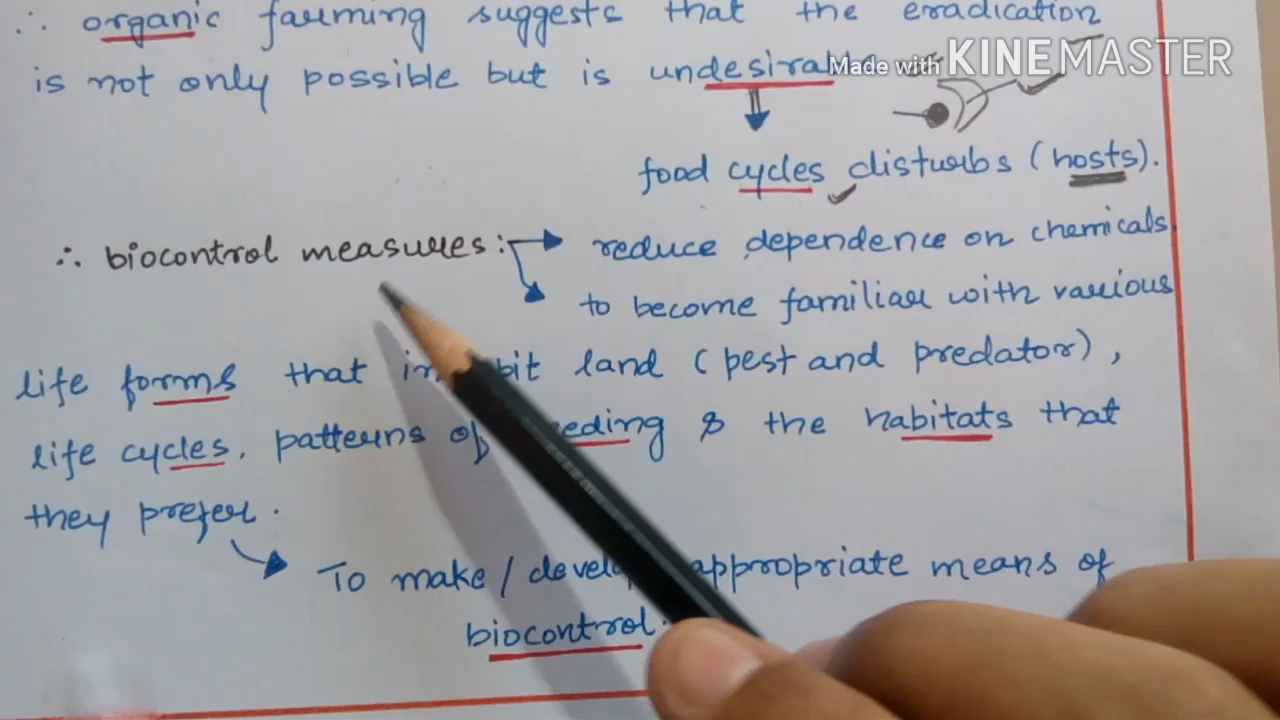 ∴ organic farming suggests that the eradication
is not only possible but is
Made with KINEMASTER
food cycles disturbs (hosts).
∴ biocontrol measures: reduce dependence on chemicals
to become familiar with various
life forms that land (pest and predator),
life cycles, patterns of & the habitats that
they prefer.
To make / appropriate means of
biocontrol.